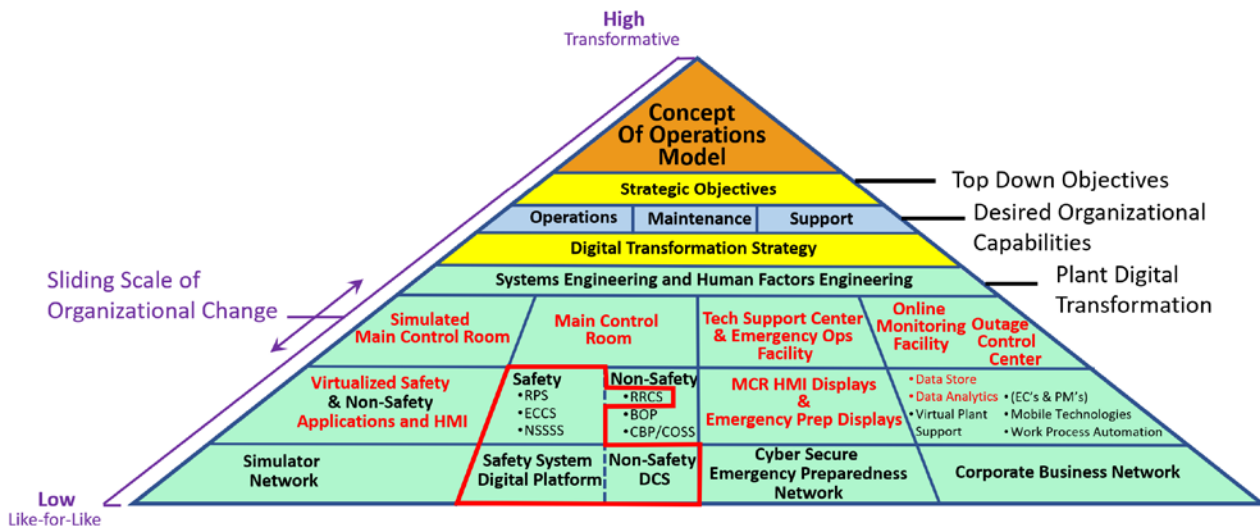 High
Transformative
Concept
Of Operations
Model
Strategic Objectives
Top Down Objectives
Operations
Maintenance
Support
Desired Organizational
Capabilities
Digital Transformation Strategy
Systems Engineering and Human Factors Engineering
Plant Digital
Transformation
Sliding Scale of
Organizational Change
Simulated
Main Control Room
Main Control
Room
Tech Support Center
& Emergency Ops
Facility
Online
Monitoring
Facility
Outage
Control
Center
Virtualized Safety
& Non-Safety
Applications and HMI
Safety
•RPS
•ECCS
•NSSSS
Non-Safety
•RRCS
•BOP
•CBP/COSS
MCR HMI Displays
&
Emergency Prep Displays
•Data Store
•Data Analytics
•Virtual Plant
Support
•(EC's & PM's)
•Mobile Technologies
•Work Process Automation
Simulator
Network
Safety System
Digital Platform
Non-Safety
DCS
Cyber Secure
Emergency Preparedness
Network
Corporate Business Network
Low
Like-for-Like